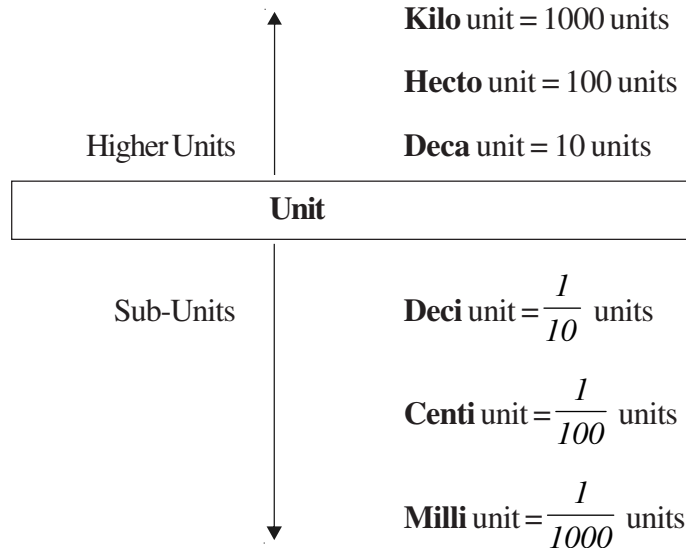 Kilo unit = 1000 units
Hecto unit = 100 units
Higher Units Deca unit = 10 units
Unit
Sub-Units Deci unit = 1/10 units
Centi unit = 1/100 units
Milli unit = 1/1000 units